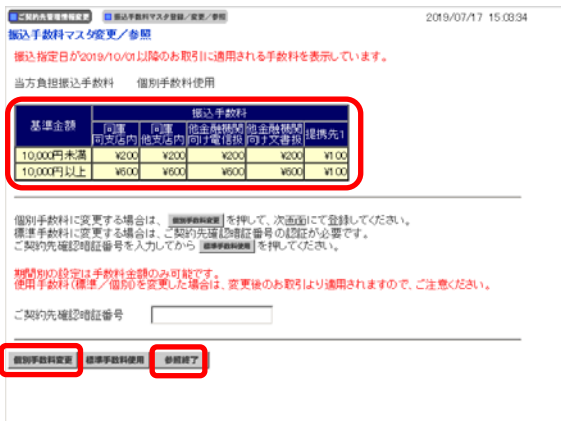 ご契約先管理情報変更 振込手数料マスタ登録／変更／参照 2019/07/17 15:03:34
振込手数料マスタ変更／参照
振込指定日が2019/10/01以降のお取引に適用される手数料を表示しています。
当方負担振込手数料 個別手数料使用
基準金額 振込手数料
同庫同支店内 同庫他支店内 他金融機関向け電信扱 他金融機関向け文書扱 提携先1
10,000円未満 ¥200 ¥200 ¥200 ¥200 ¥100
10,000円以上 ¥600 ¥600 ¥600 ¥600 ¥100
個別手数料に変更する場合は、 個別手数料変更 を押して、次画面にて登録してください。
標準手数料に変更する場合は、ご契約先確認暗証番号の認証が必要です。
ご契約先確認暗証番号を入力してから 標準手数料使用 を押してください。
期間別の設定は手数料金額のみ可能です。
使用手数料（標準／個別）を変更した場合は、変更後のお取引より適用されますので、ご注意ください。
ご契約先確認暗証番号
個別手数料変更 標準手数料使用 参照終了